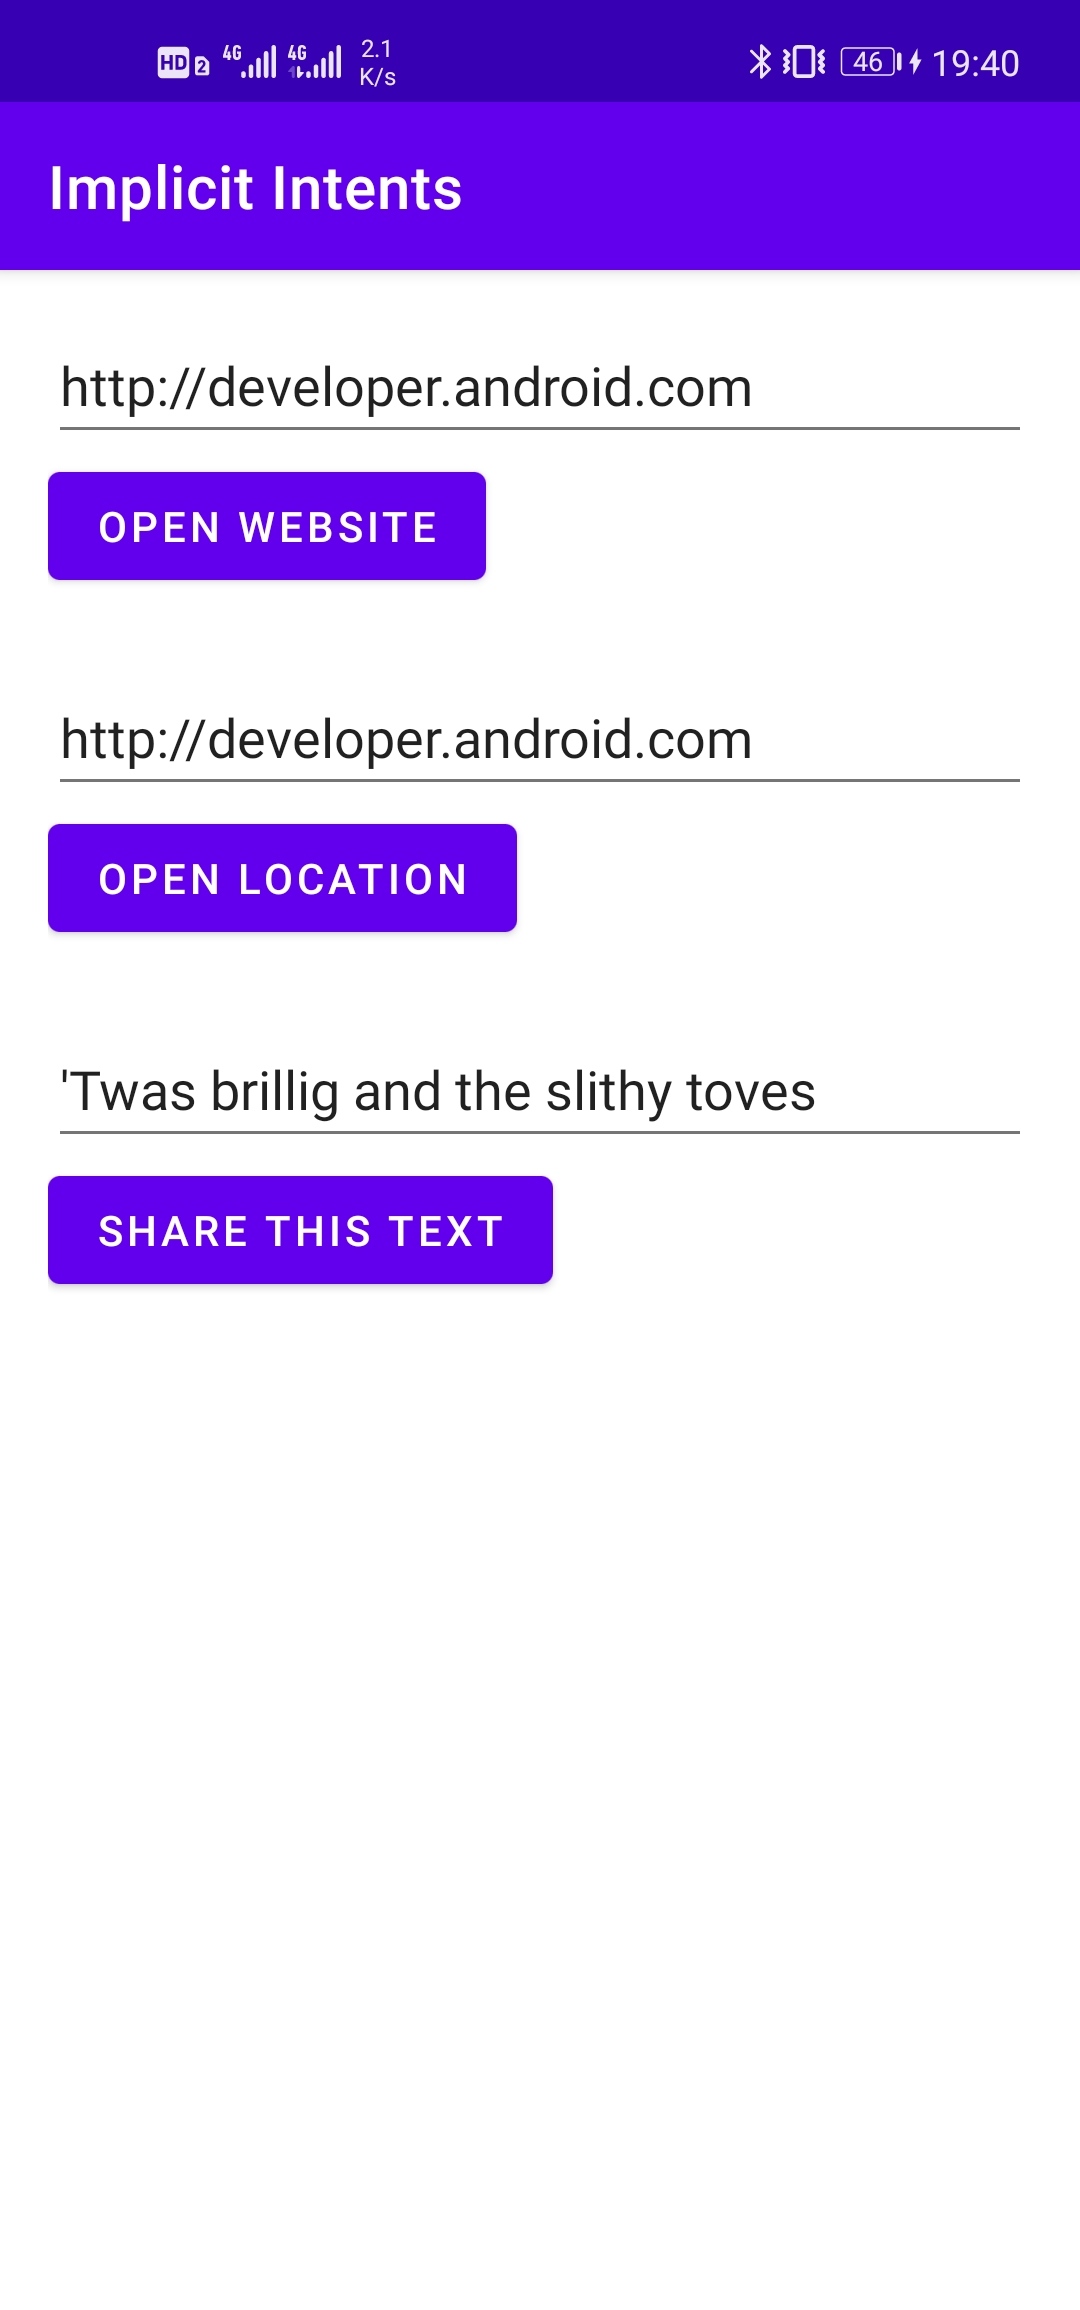 HD 2 4G 4G 2.1 K/s 46 19:40
Implicit Intents
http://developer.android.com
OPEN WEBSITE
http://developer.android.com
OPEN LOCATION
'Twas brillig and the slithy toves
SHARE THIS TEXT